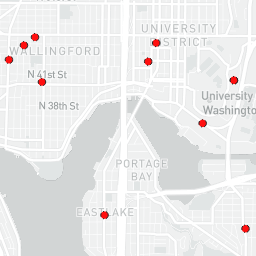 UNIVERSITY
DISTRICT
WALLINGFORD
N 41st St
N 38th St
University
Washington
PORTAGE
BAY
EASTLAKE